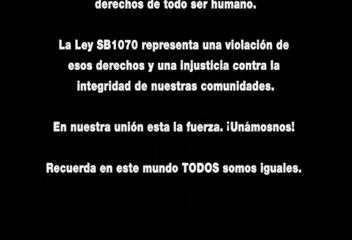 derechos de todo ser humano.
La Ley SB1070 representa una violación de
esos derechos y una injusticia contra la
integridad de nuestras comunidades.
En nuestra unión esta la fuerza. ¡Unámosnos!
Recuerda en este mundo TODOS somos iguales.